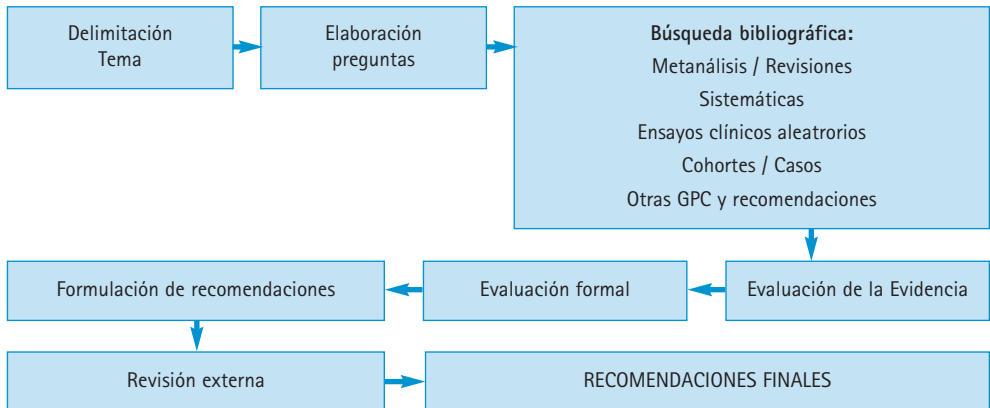 Delimitación
Tema
Elaboración
preguntas
Búsqueda bibliográfica:
Metanálisis / Revisiones
Sistemáticas
Ensayos clínicos aleatrorios
Cohortes / Casos
Otras GPC y recomendaciones
Formulación de recomendaciones
Evaluación formal
Evaluación de la Evidencia
Revisión externa
RECOMENDACIONES FINALES